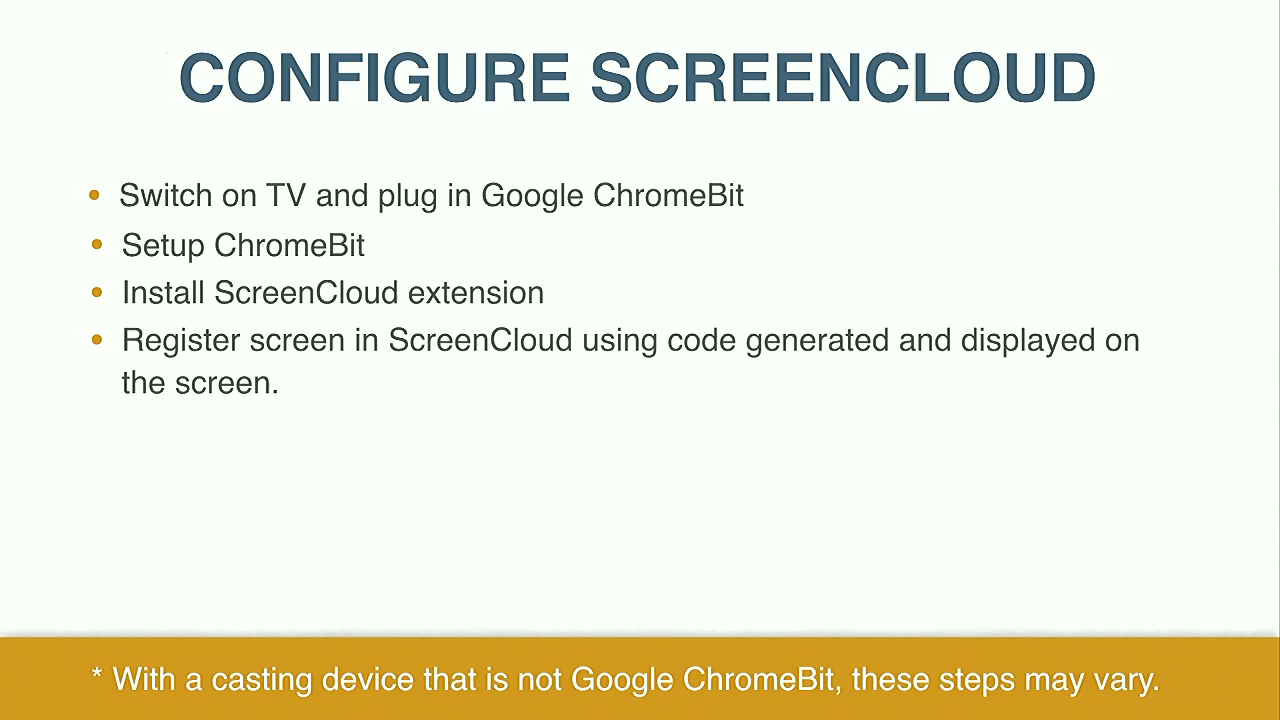 CONFIGURE SCREENCLOUD
• Switch on TV and plug in Google ChromeBit
• Setup ChromeBit
• Install ScreenCloud extension
• Register screen in ScreenCloud using code generated and displayed on
the screen.
* With a casting device that is not Google ChromeBit, these steps may vary.